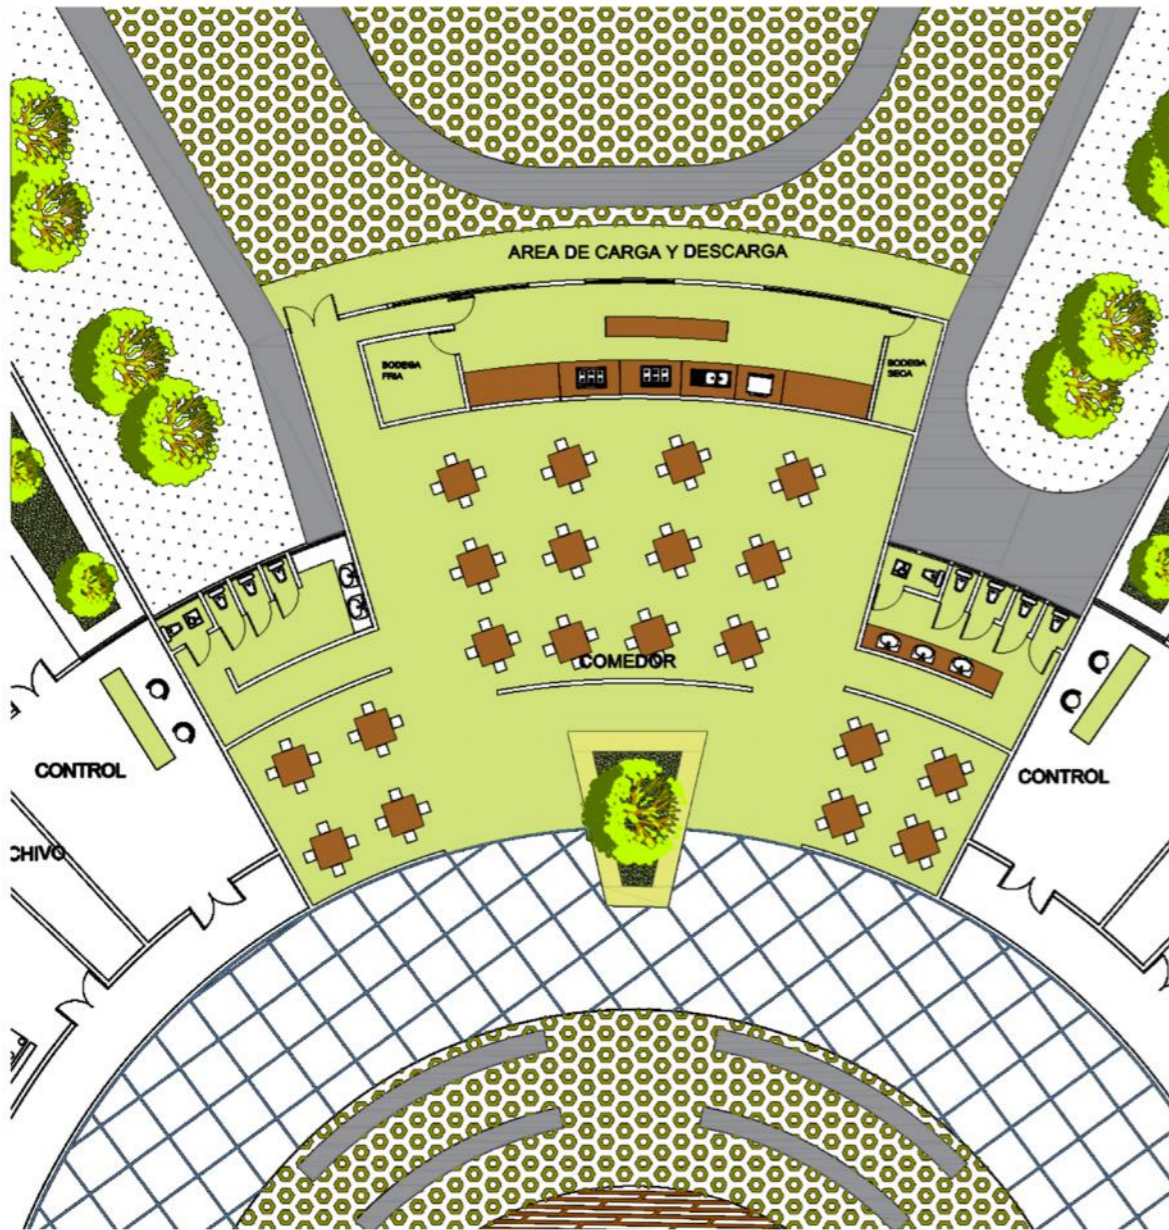 AREA DE CARGA Y DESCARGA
BODEGA
FRIA
BODEGA
SECA
COMEDOR
CONTROL
CONTROL
CHIVO